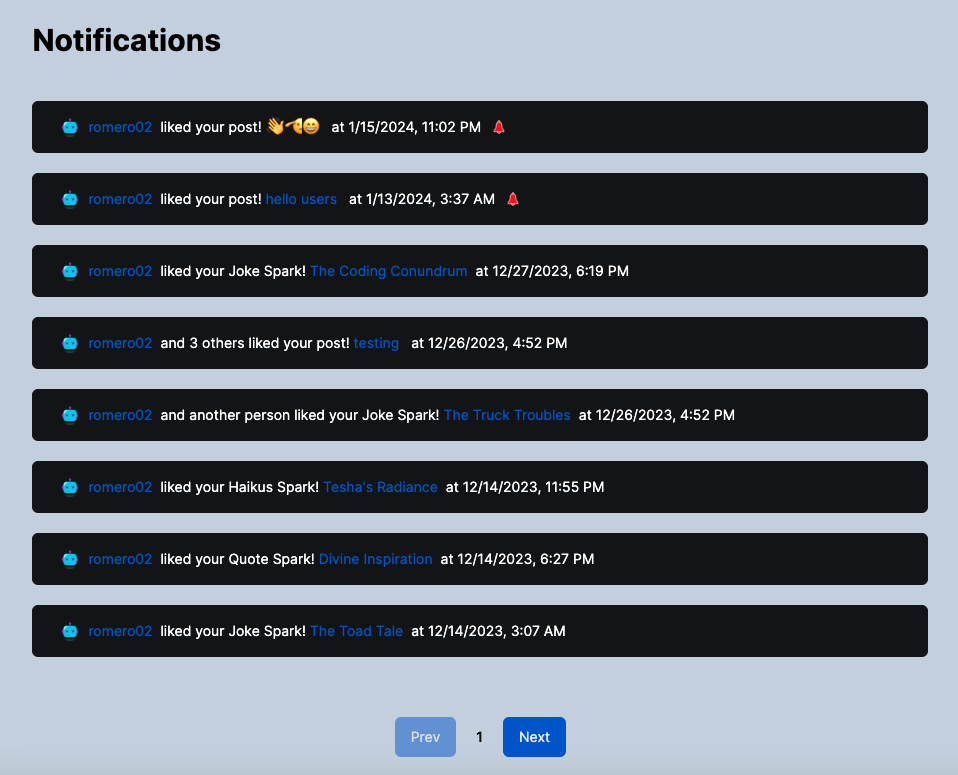 Notifications
romero02 liked your post! 👋🫱😄 at 1/15/2024, 11:02 PM
romero02 liked your post! hello users at 1/13/2024, 3:37 AM
romero02 liked your Joke Spark! The Coding Conundrum at 12/27/2023, 6:19 PM
romero02 and 3 others liked your post! testing at 12/26/2023, 4:52 PM
romero02 and another person liked your Joke Spark! The Truck Troubles at 12/26/2023, 4:52 PM
romero02 liked your Haikus Spark! Tesha's Radiance at 12/14/2023, 11:55 PM
romero02 liked your Quote Spark! Divine Inspiration at 12/14/2023, 6:27 PM
romero02 liked your Joke Spark! The Toad Tale at 12/14/2023, 3:07 AM
Prev 1 Next